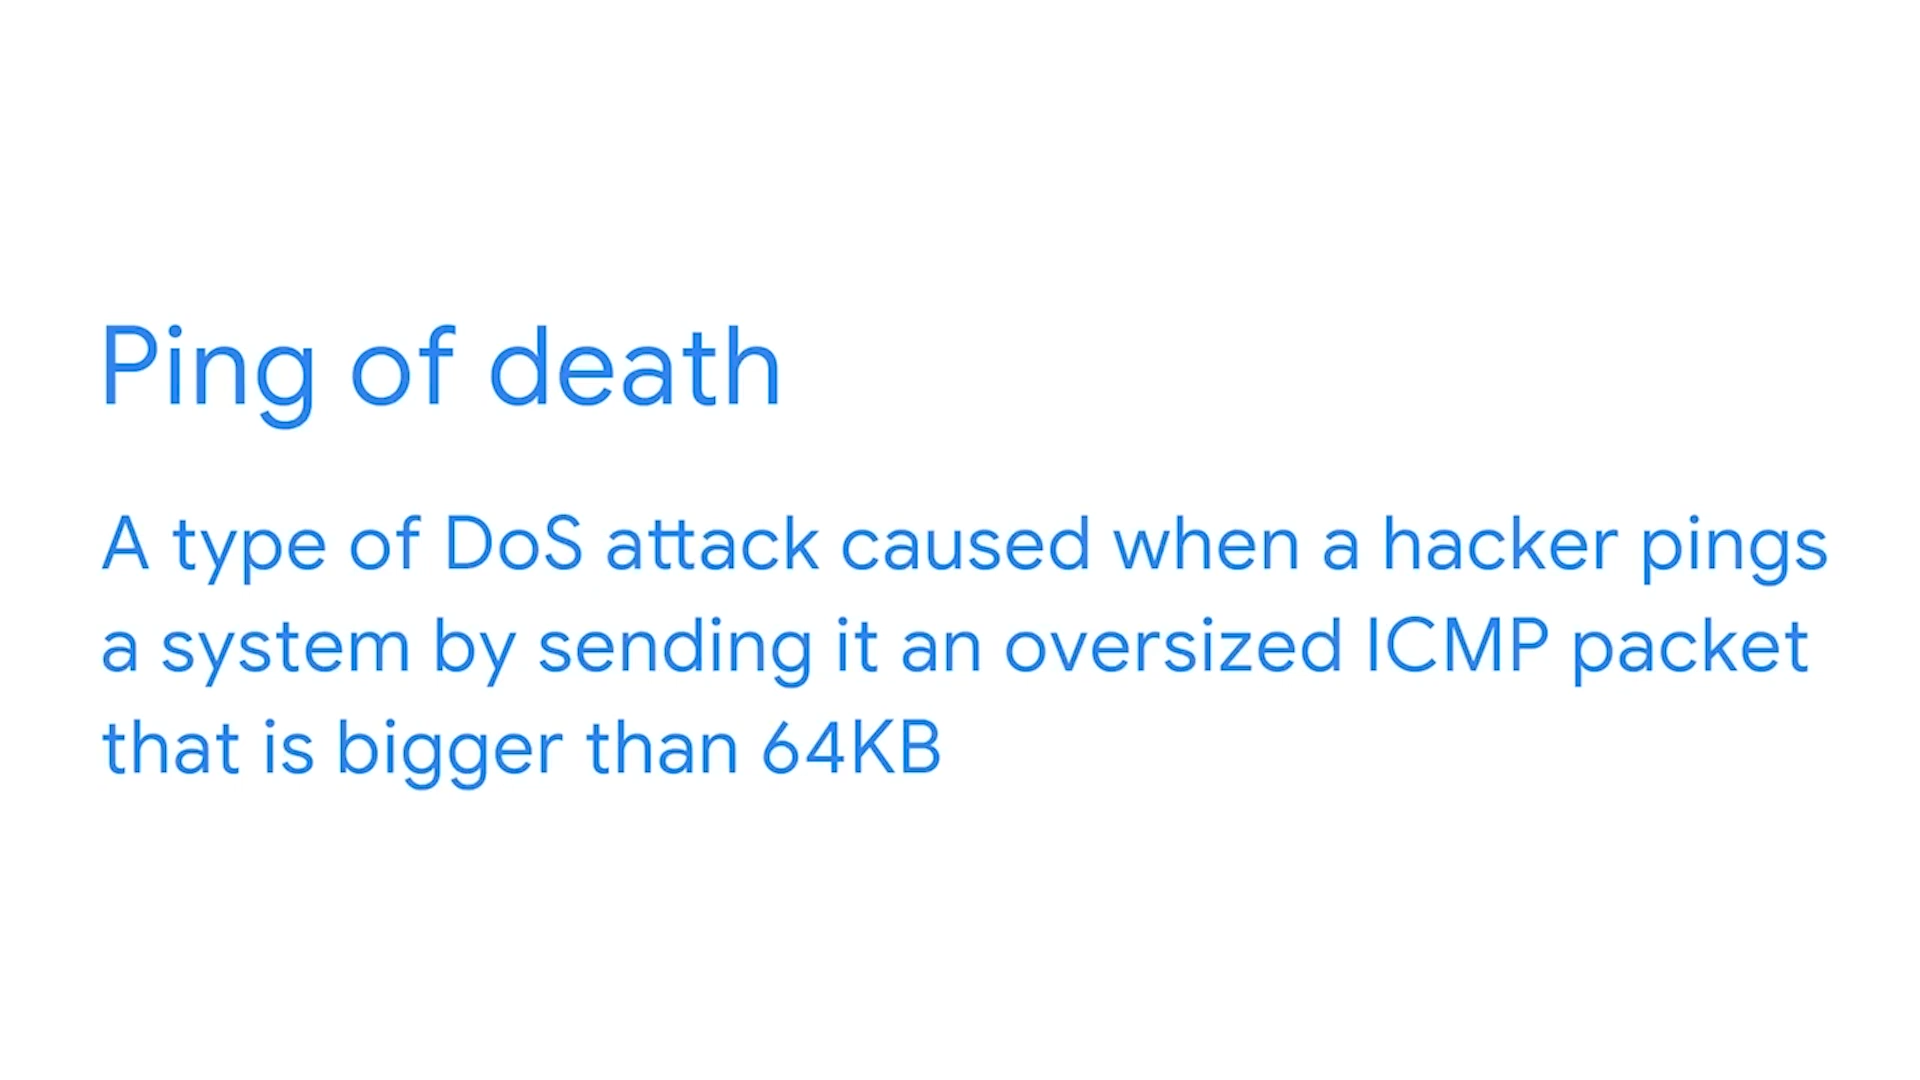 Ping of death
A type of DoS attack caused when a hacker pings
a system by sending it an oversized ICMP packet
that is bigger than 64KB